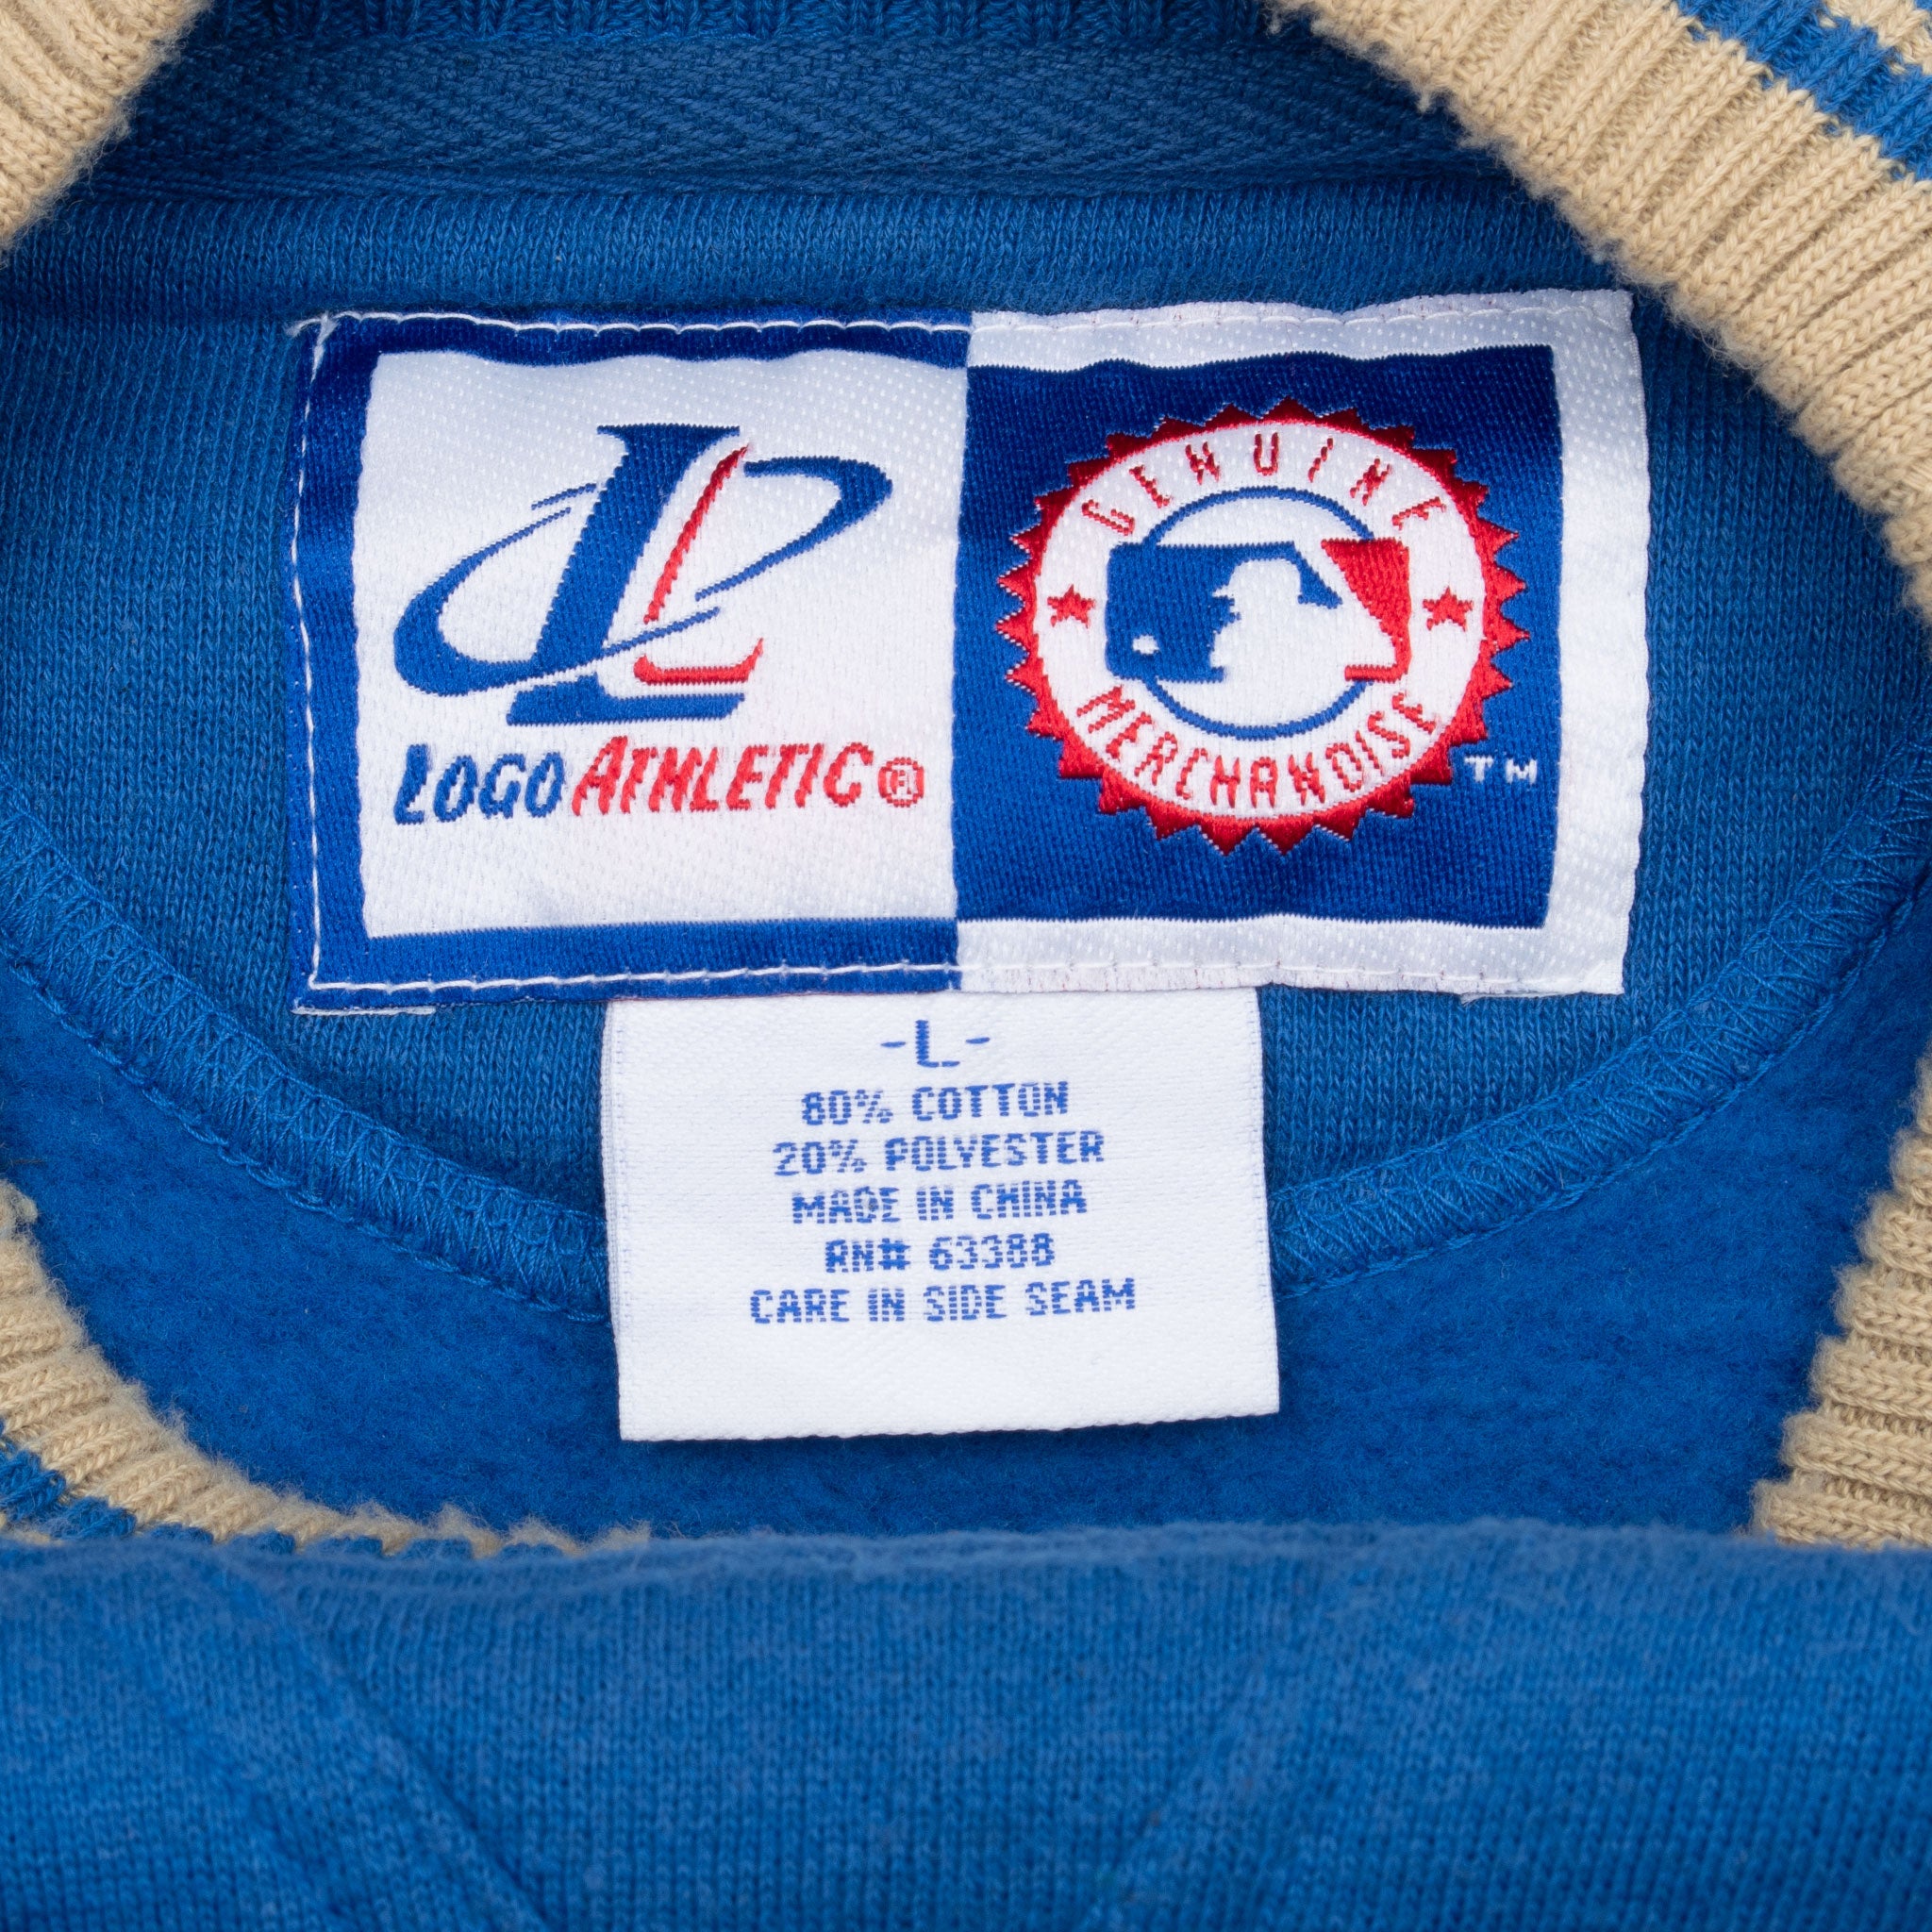 LOGO ATHLETIC®
GENUINE
MERCHANDISE
TM
-L-
80% COTTON
20% POLYESTER
MADE IN CHINA
RN# 63388
CARE IN SIDE SEAM